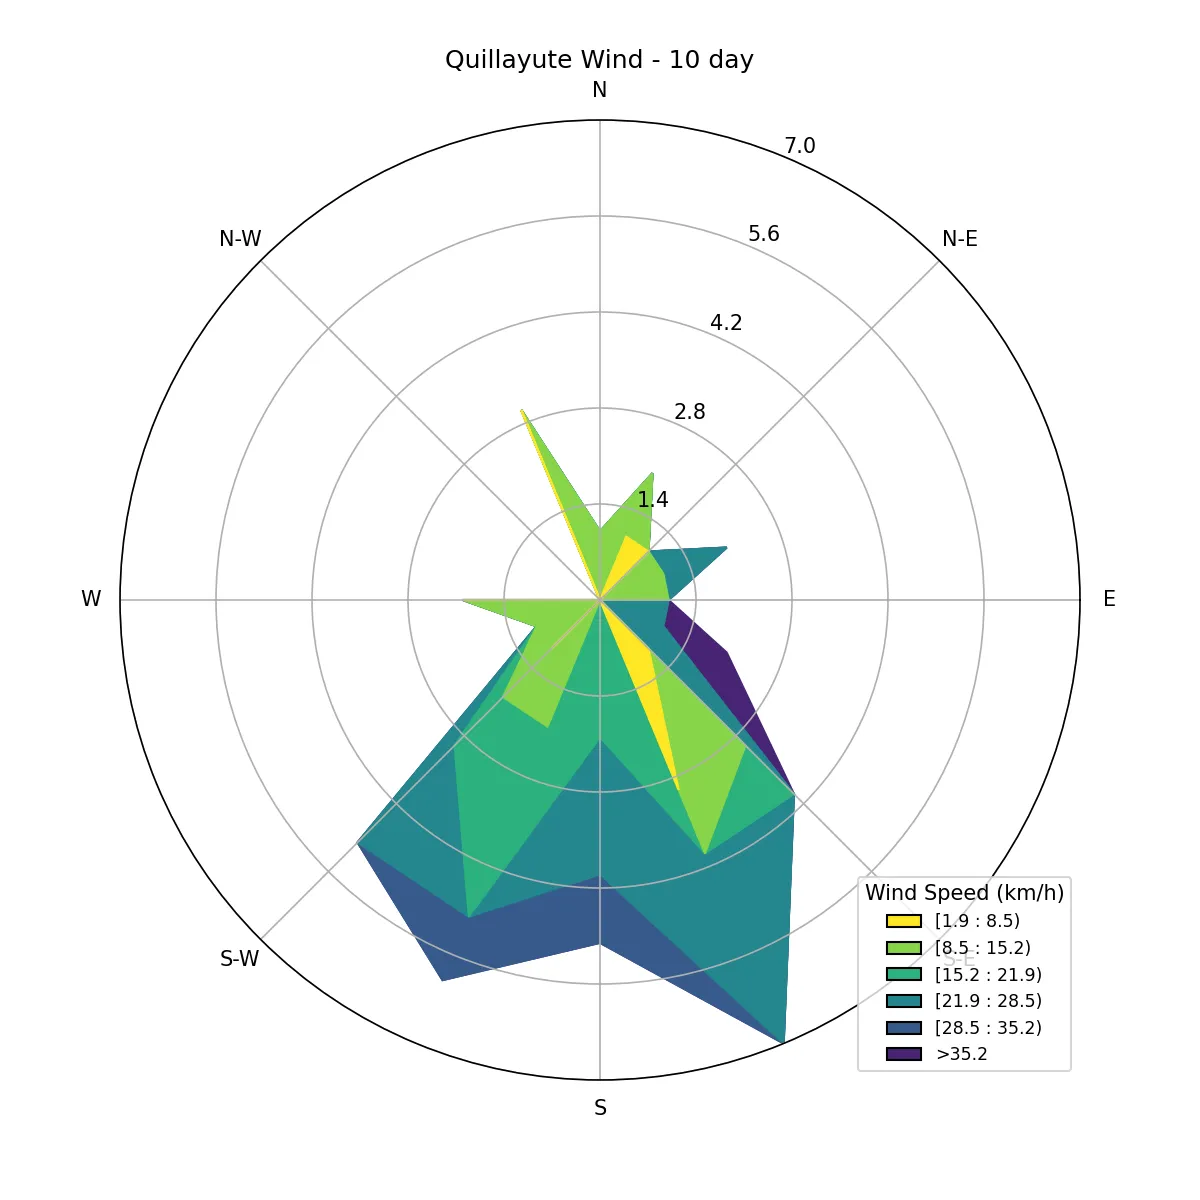 Quillayute Wind - 10 day
N
7.0
N-W
5.6
N-E
4.2
2.8
1.4
W
E
Wind Speed (km/h)
[1.9 : 8.5)
[8.5 : 15.2)
S-W
S-E
[15.2 : 21.9)
[21.9 : 28.5)
[28.5 : 35.2)
>35.2
S